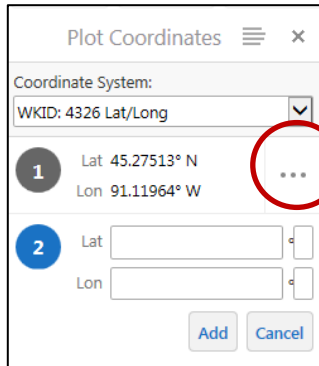 Plot Coordinates
Coordinate System:
WKID: 4326 Lat/Long
1
Lat 45.27513° N
Lon 91.11964° W
2
Lat °
Lon °
Add Cancel